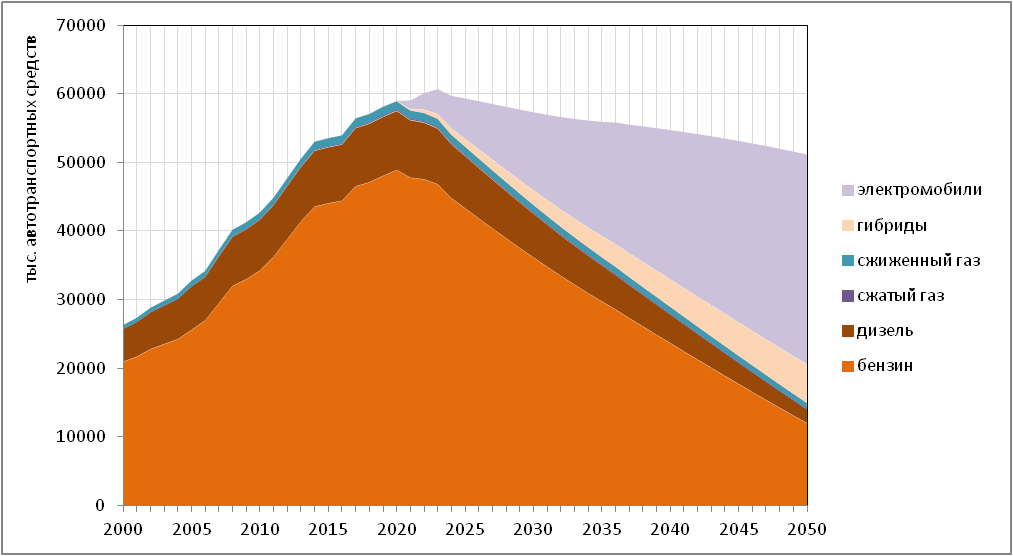 тыс. автотранспортных средств
70000
60000
50000
40000
30000
20000
10000
0
2000 2005 2010 2015 2020 2025 2030 2035 2040 2045 2050
электромобили
гибриды
сжиженный газ
сжатый газ
дизель
бензин